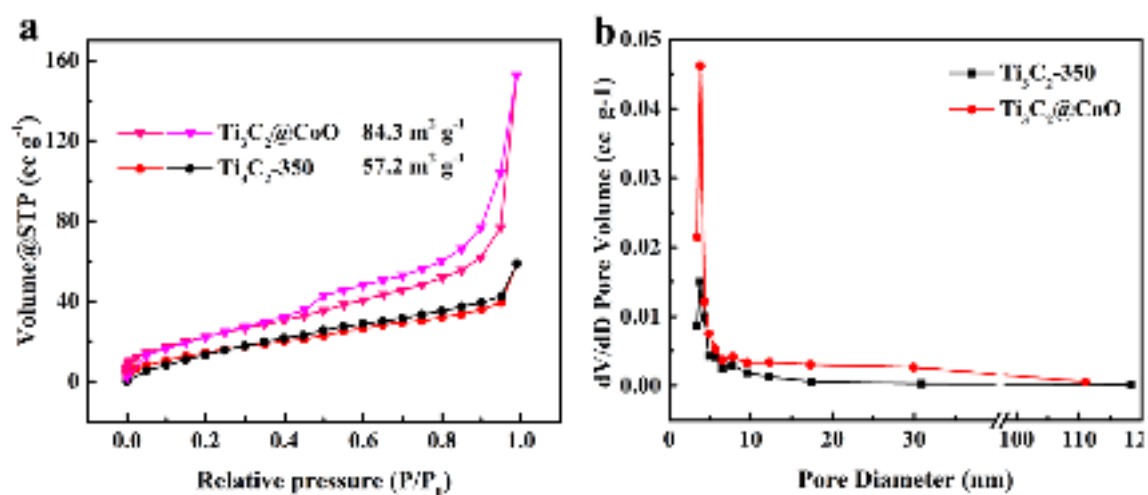 a
160
120
80
40
0
Volume@STP (cc g-1)
Ti3C2@CoO 84.3 m2 g-1
Ti3C2-350 57.2 m2 g-1
0.0 0.2 0.4 0.6 0.8 1.0
Relative pressure (P/P0)
b
0.05
0.04
0.03
0.02
0.01
0.00
dV/dD Pore Volume (cc g-1)
Ti3C2-350
Ti3C2@CoO
0 10 20 30 100 110 12
Pore Diameter (nm)